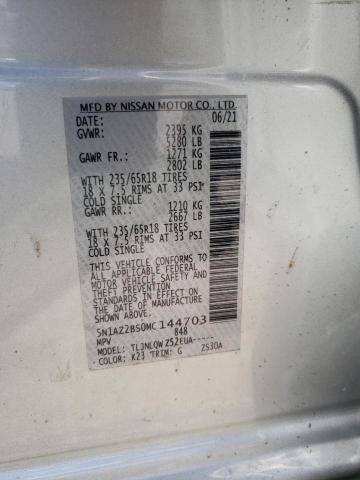 MFD BY NISSAN MOTOR CO., LTD.
DATE: 06/21
GVWR: 2395 KG
5280 LB
GAWR FR.: 1271 KG
2802 LB
WITH 235/65R18 TIRES
18 X 7.5 RIMS AT 33 PSI
COLD SINGLE
GAWR RR.: 1210 KG
2667 LB
WITH 235/65R18 TIRES
18 X 7.5 RIMS AT 33 PSI
COLD SINGLE
THIS VEHICLE CONFORMS TO ALL
APPLICABLE FEDERAL
MOTOR VEHICLE SAFETY
AND THEFT PREVENTION
STANDARDS IN EFFECT ON
THE DATE OF MANUFACTURE
SHOWN ABOVE.
5N1AZ2BS0MC144703
MPV 848
MODEL: TLJNLQWZ52EUA-----
COLOR: K23 TRIM: G ZS30A